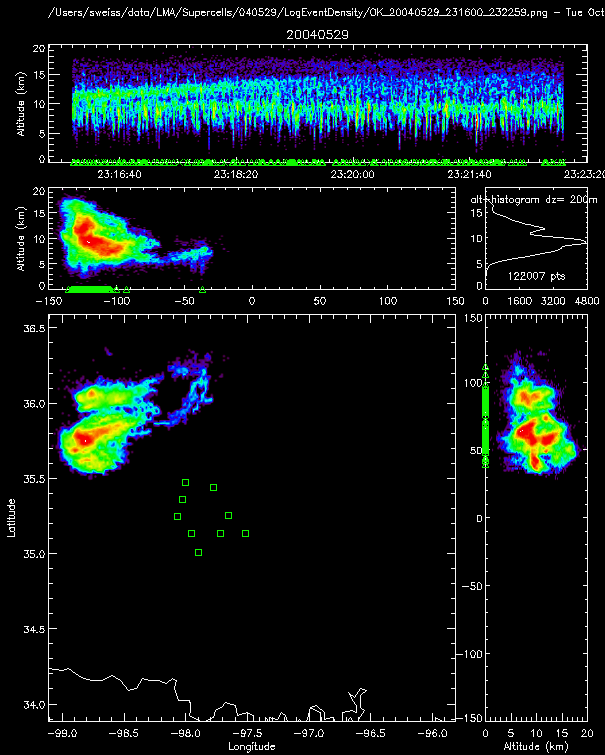 /Users/sweiss/data/LMA/Supercells/040529/LogEventDensity/OK_20040529_231600_232259.png — Tue Oct
20040529
20
15
10
5
0
Altitude (km)
23:16:40 23:18:20 23:20:00 23:21:40 23:23:20
20
15
10
5
0
Altitude (km)
−150 −100 −50 0 50 100 150
alt−histogram dz= 200m
20
15
10
5
0
122007 pts
0 1600 3200 4800
36.5
36.0
35.5
35.0
34.5
34.0
Latitude
−99.0 −98.5 −98.0 −97.5 −97.0 −96.5 −96.0
Longitude
150
100
50
0
−50
−100
−150
0 5 10 15 20
Altitude (km)